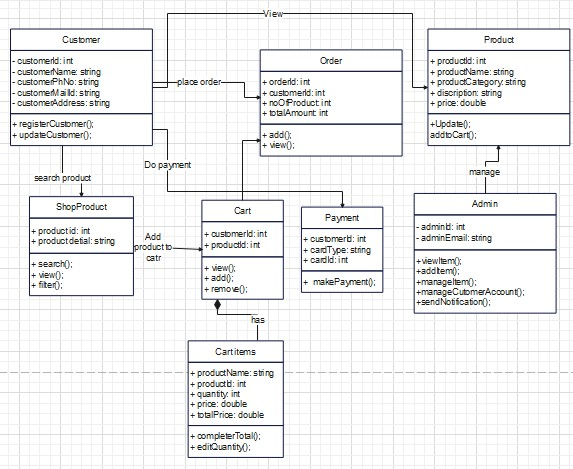 View
Customer
- customerId: int
- customerName: string
- customerPhNo: string
- customerMailId: string
- customerAddress: string
+ registerCustomer();
+ updateCustomer();
place order
Order
+ orderId: int
+ customerId: int
+ noOfProduct: int
+ totalAmount: int
+ add();
+ view();
Product
+ productId: int
+ productName: string
+ productCategory: string
+ discription: string
+ price: double
+Update();
addtoCart();
search product
Do payment
manage
ShopProduct
+ product id: int
+ product detial: string
+ search();
+ view();
+ filter();
Add
product to
catr
Cart
+ customerId: int
+ productId: int
+ view();
+ add();
+ remove();
Payment
+ customerId: int
+ cardType: string
+ cardId: int
+ makePayment();
Admin
- adminId: int
- adminEmail: string
+viewItem();
+addItem();
+manageItem();
+manageCutomerAccount();
+sendNotification();
has
Cart items
+ productName: string
+ productId: int
+ quantity: int
+ price: double
+ totalPrice: double
+ completerTotal();
+ editQuantity();